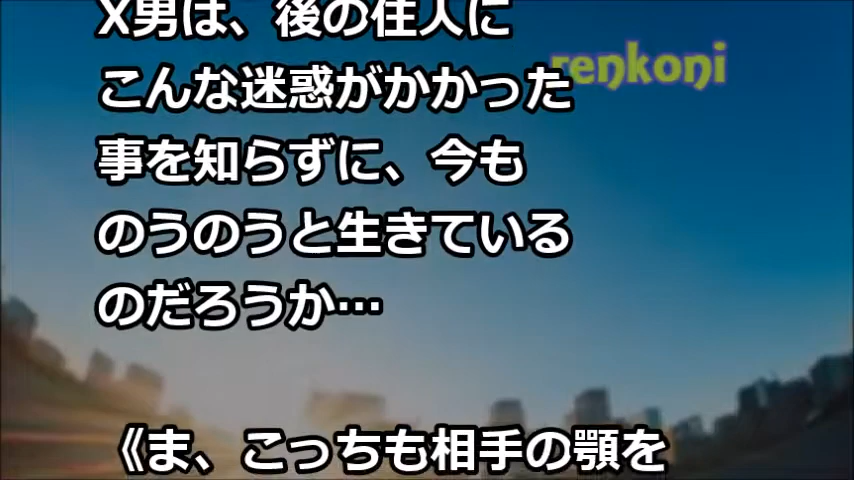 X男は、後の住人に
renkoni
こんな迷惑がかかった
事を知らずに、今も
のうのうと生きている
のだろうか…
《ま、こっちも相手の顎を